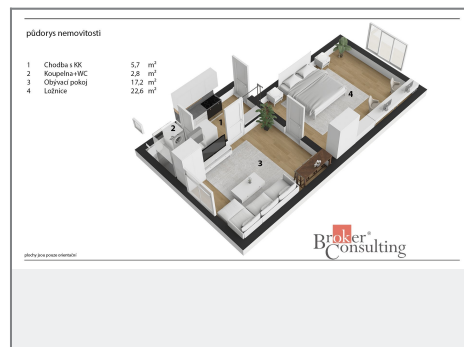 půdorys nemovitosti
1 Chodba s KK 5,7 m²
2 Koupelna+WC 2,8 m²
3 Obývací pokoj 17,2 m²
4 Ložnice 22,6 m²
4
1
2
3
Broker®
Consulting
plochy jsou pouze orientační